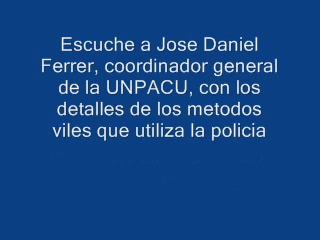 Escuche a Jose Daniel
Ferrer, coordinador general
de la UNPACU, con los
detalles de los metodos
viles que utiliza la policia